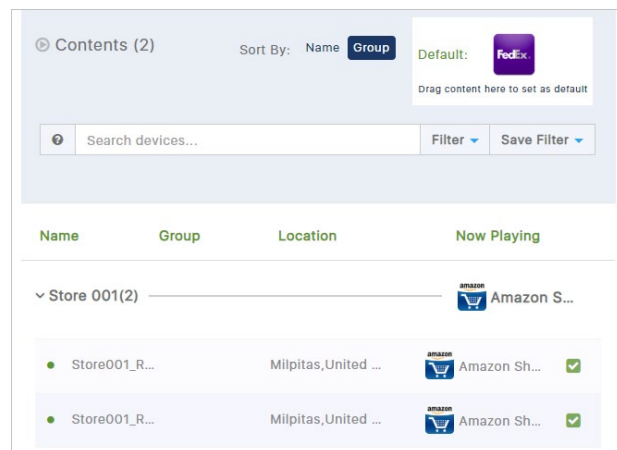 Contents (2) Sort By: Name Group Default: FedEx.
Drag content here to set as default
? Search devices... Filter Save Filter
Name Group Location Now Playing
Store 001(2) amazon Amazon S...
Store001_R... Milpitas,United ... amazon Amazon Sh...
Store001_R... Milpitas,United ... amazon Amazon Sh...